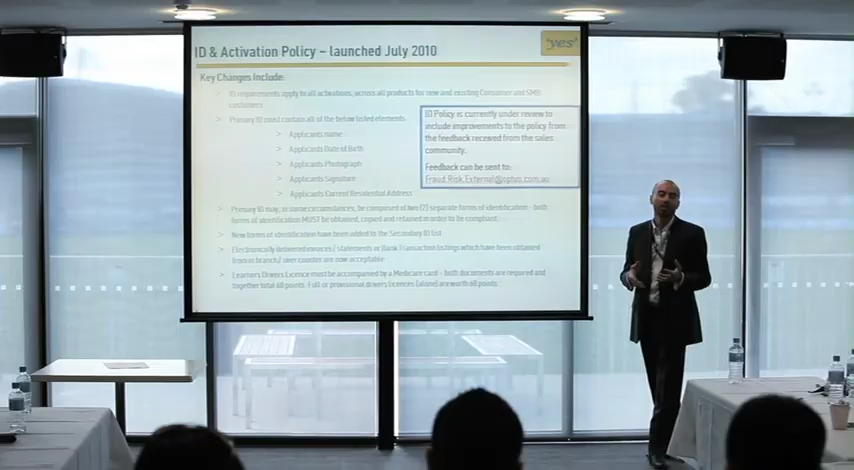 ID & Activation Policy – launched July 2010
'yes'
Key Changes Include:
ID requirements apply to all activations, across all products for new and existing Consumer and SMB
customers
Primary ID must contain all of the below listed elements
Applicants name
Applicants Date of Birth
Applicants Photograph
Applicants Signature
Applicants Current Residential Address
ID Policy is currently under review to
include improvements to the policy from
the feedback received from the sales
community.
Feedback can be sent to:
Fraud.Risk.External@optus.com.au
Primary ID may, in some circumstances, be composed of two (2) separate forms of identification - both
forms of identification MUST be obtained, copied and retained in order to be compliant.
New forms of identification have been added to the Secondary ID list
Electronically delivered invoices / statements or Bank Transaction listings which have been obtained
from a branch / over counter are now acceptable
Learners Drivers Licence must be accompanied by a Medicare card - both documents are required and
together total all points. Full or provisional drivers licences (alone) are worth all points.